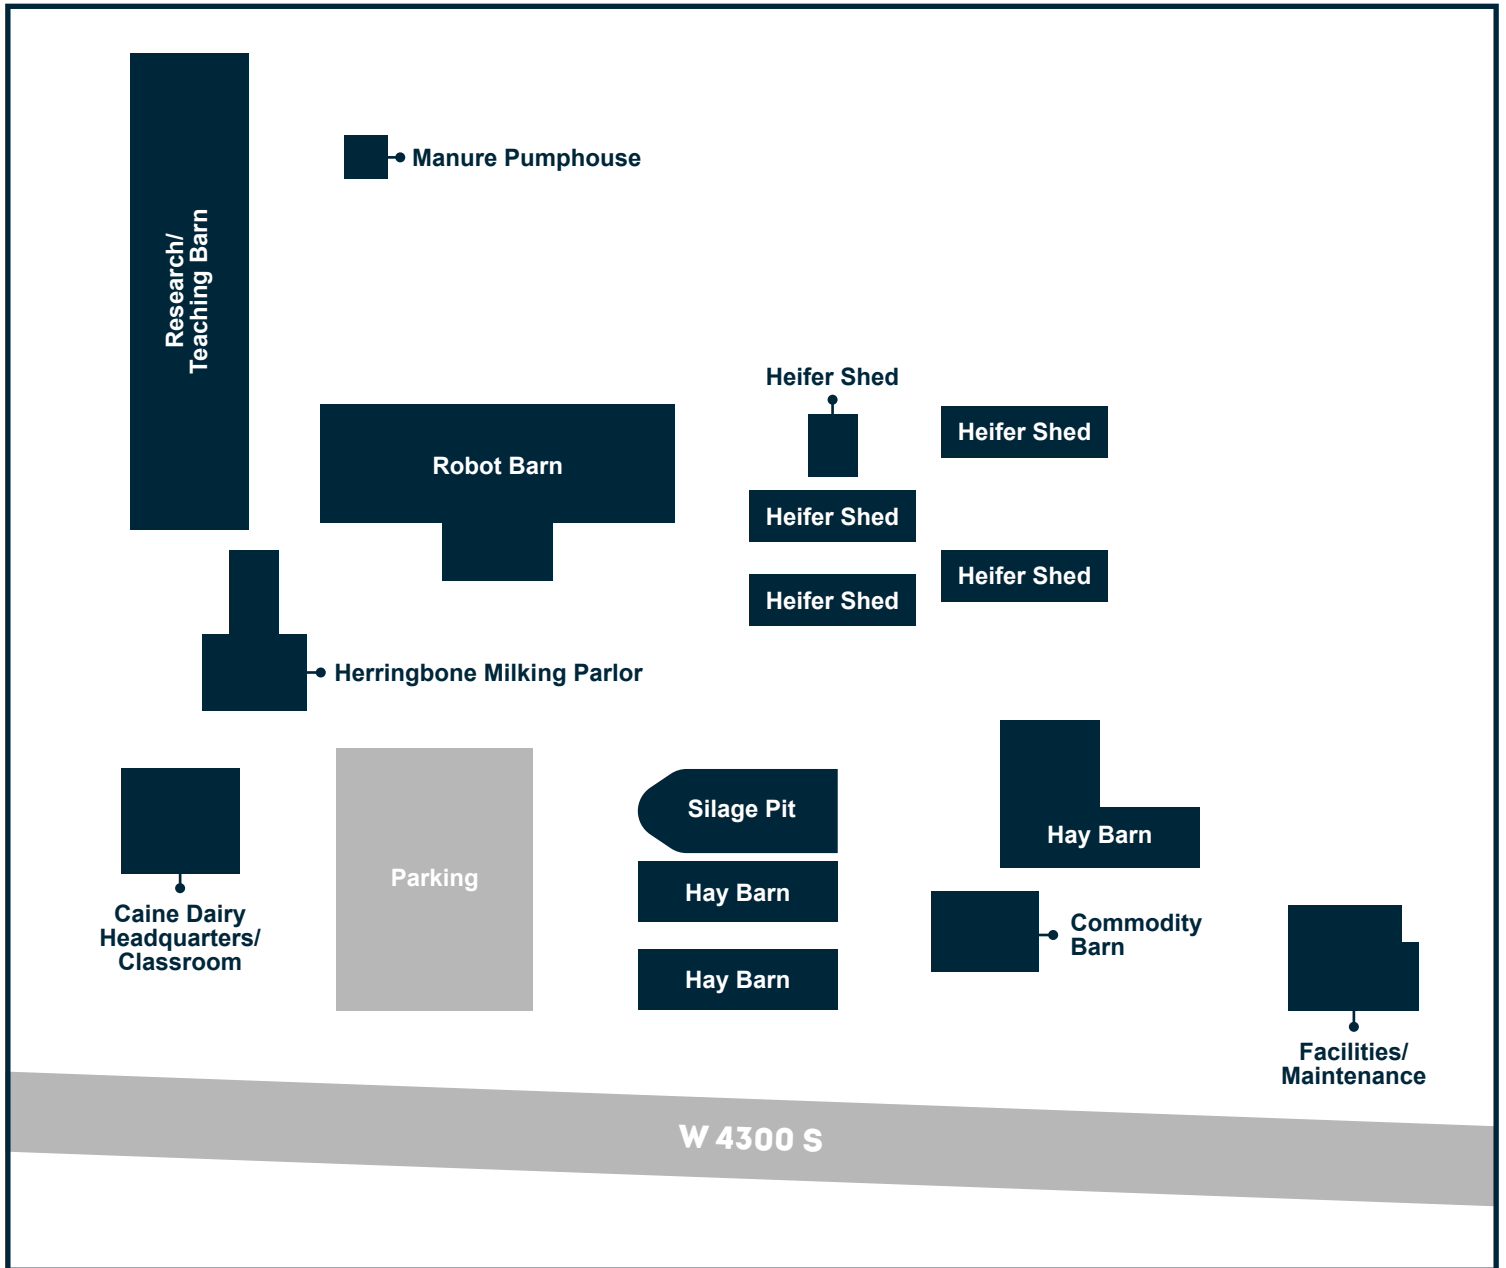 Manure Pumphouse
Research/
Teaching Barn
Heifer Shed
Heifer Shed
Robot Barn
Heifer Shed
Heifer Shed
Heifer Shed
Herringbone Milking Parlor
Silage Pit
Hay Barn
Parking
Hay Barn
Caine Dairy
Headquarters/
Classroom
Commodity
Barn
Hay Barn
Facilities/
Maintenance
W 4300 S